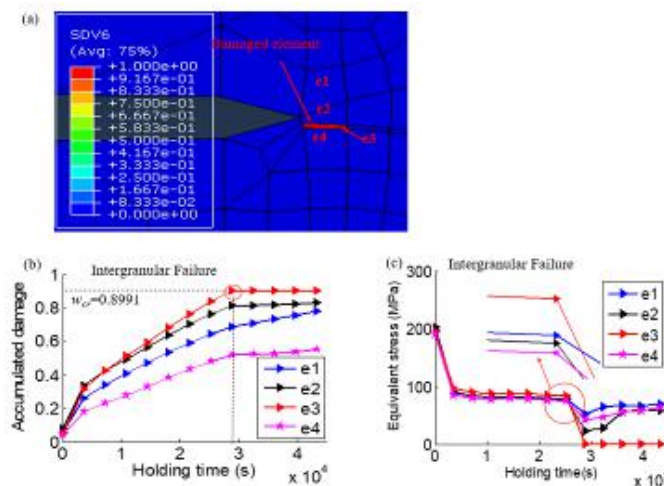 (a)
SDV6
(Avg: 75%)
+1.000e+00
+9.167e-01
+8.333e-01
+7.500e-01
+6.667e-01
+5.833e-01
+5.000e-01
+4.167e-01
+3.333e-01
+2.500e-01
+1.667e-01
+8.333e-02
+0.000e+00
Damaged element
e1
e2
e4
e3
(b)
Intergranular Failure
1
w_cr=0.8991
0.8
0.6
0.4
0.2
0
Accumulated damage
e1
e2
e3
e4
0
1
2
3
4
Holding time (s)
x 10⁴
(c)
Intergranular Failure
300
200
100
0
Equivalent stress (MPa)
e1
e2
e3
e4
0
1
2
3
4
Holding time(s)
x 10